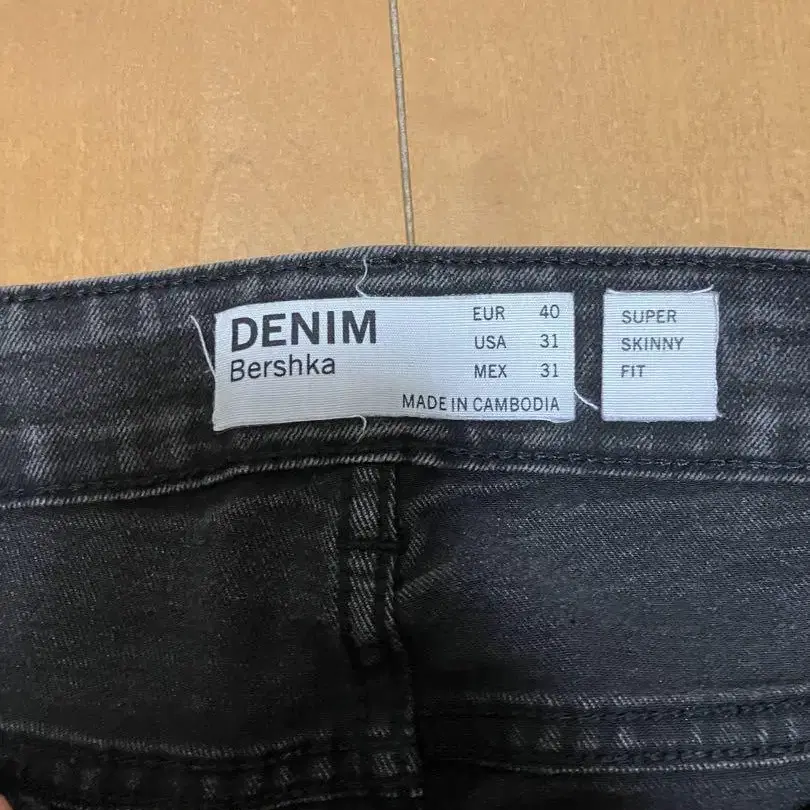 DENIM
Bershka
EUR 40
USA 31
MEX 31
MADE IN CAMBODIA
SUPER
SKINNY
FIT